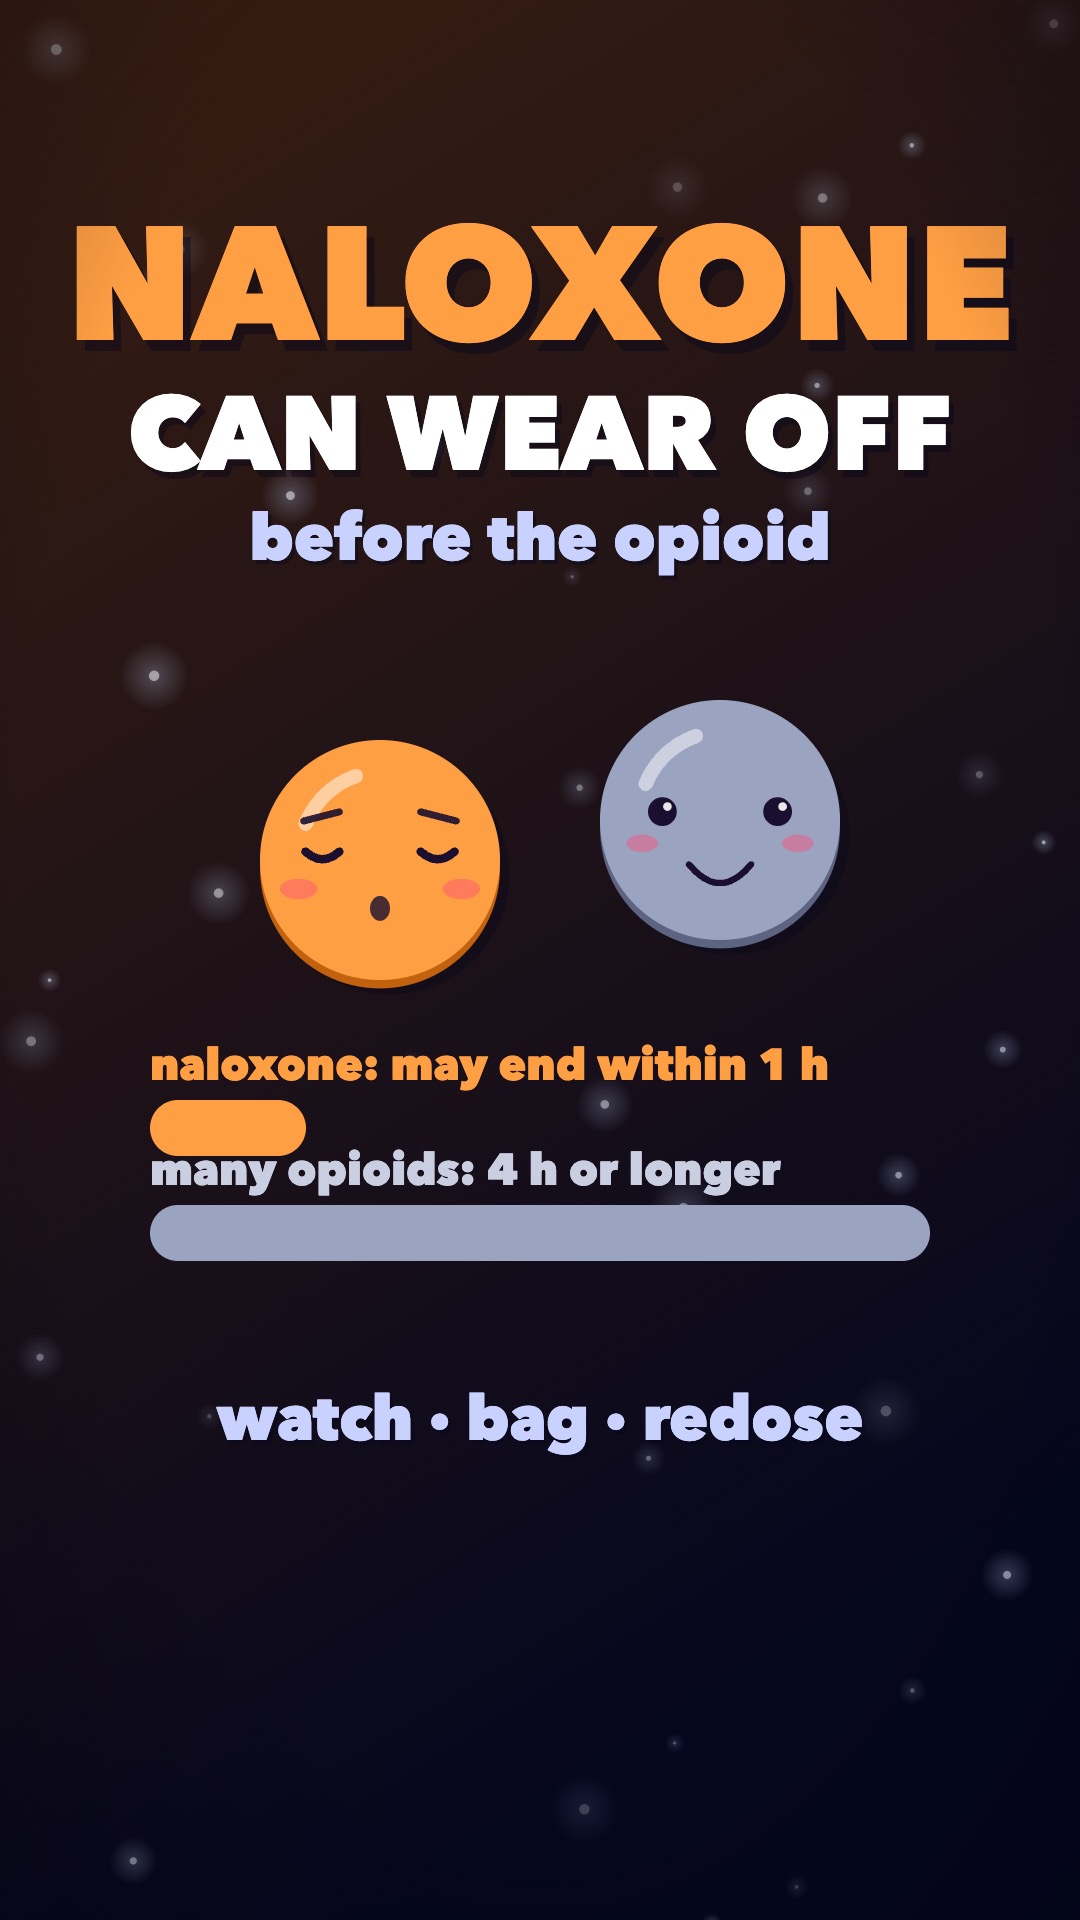 NALOXONE
CAN WEAR OFF
before the opioid
naloxone: may end within 1 h
many opioids: 4 h or longer
watch • bag • redose